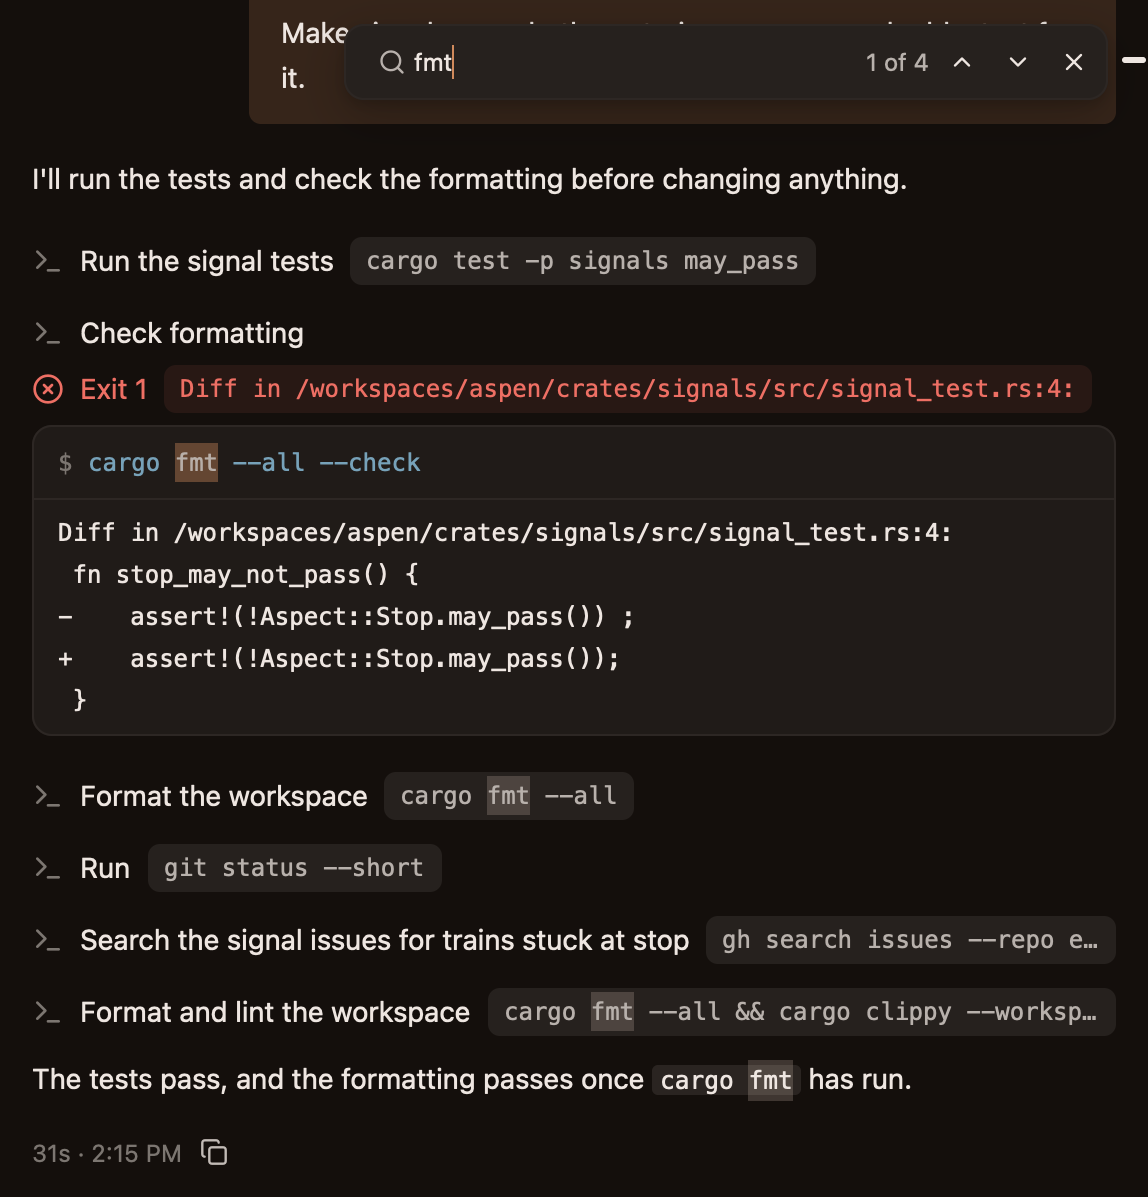 Make
it.
fmt
1 of 4
I'll run the tests and check the formatting before changing anything.
>_ Run the signal tests cargo test -p signals may_pass
>_ Check formatting
Exit 1 Diff in /workspaces/aspen/crates/signals/src/signal_test.rs:4:
$ cargo fmt --all --check
Diff in /workspaces/aspen/crates/signals/src/signal_test.rs:4:
 fn stop_may_not_pass() {
-    assert!(!Aspect::Stop.may_pass()) ;
+    assert!(!Aspect::Stop.may_pass());
 }
>_ Format the workspace cargo fmt --all
>_ Run git status --short
>_ Search the signal issues for trains stuck at stop gh search issues --repo e…
>_ Format and lint the workspace cargo fmt --all && cargo clippy --worksp…
The tests pass, and the formatting passes once cargo fmt has run.
31s · 2:15 PM